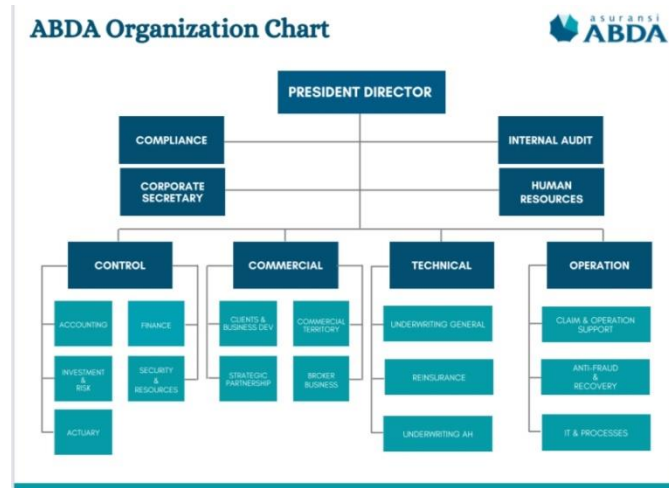 ABDA Organization Chart
asuransi
ABDA
PRESIDENT DIRECTOR
COMPLIANCE
INTERNAL AUDIT
CORPORATE
SECRETARY
HUMAN
RESOURCES
CONTROL
COMMERCIAL
TECHNICAL
OPERATION
ACCOUNTING
FINANCE
CLIENTS &
BUSINESS DEV
COMMERCIAL
TERRITORY
UNDERWRITING GENERAL
CLAIM & OPERATION
SUPPORT
INVESTMENT
&
RISK
SECURITY
&
RESOURCES
STRATEGIC
PARTNERSHIP
BROKER
BUSINESS
REINSURANCE
ANTI-FRAUD
&
RECOVERY
ACTUARY
UNDERWRITING AH
IT & PROCESSES